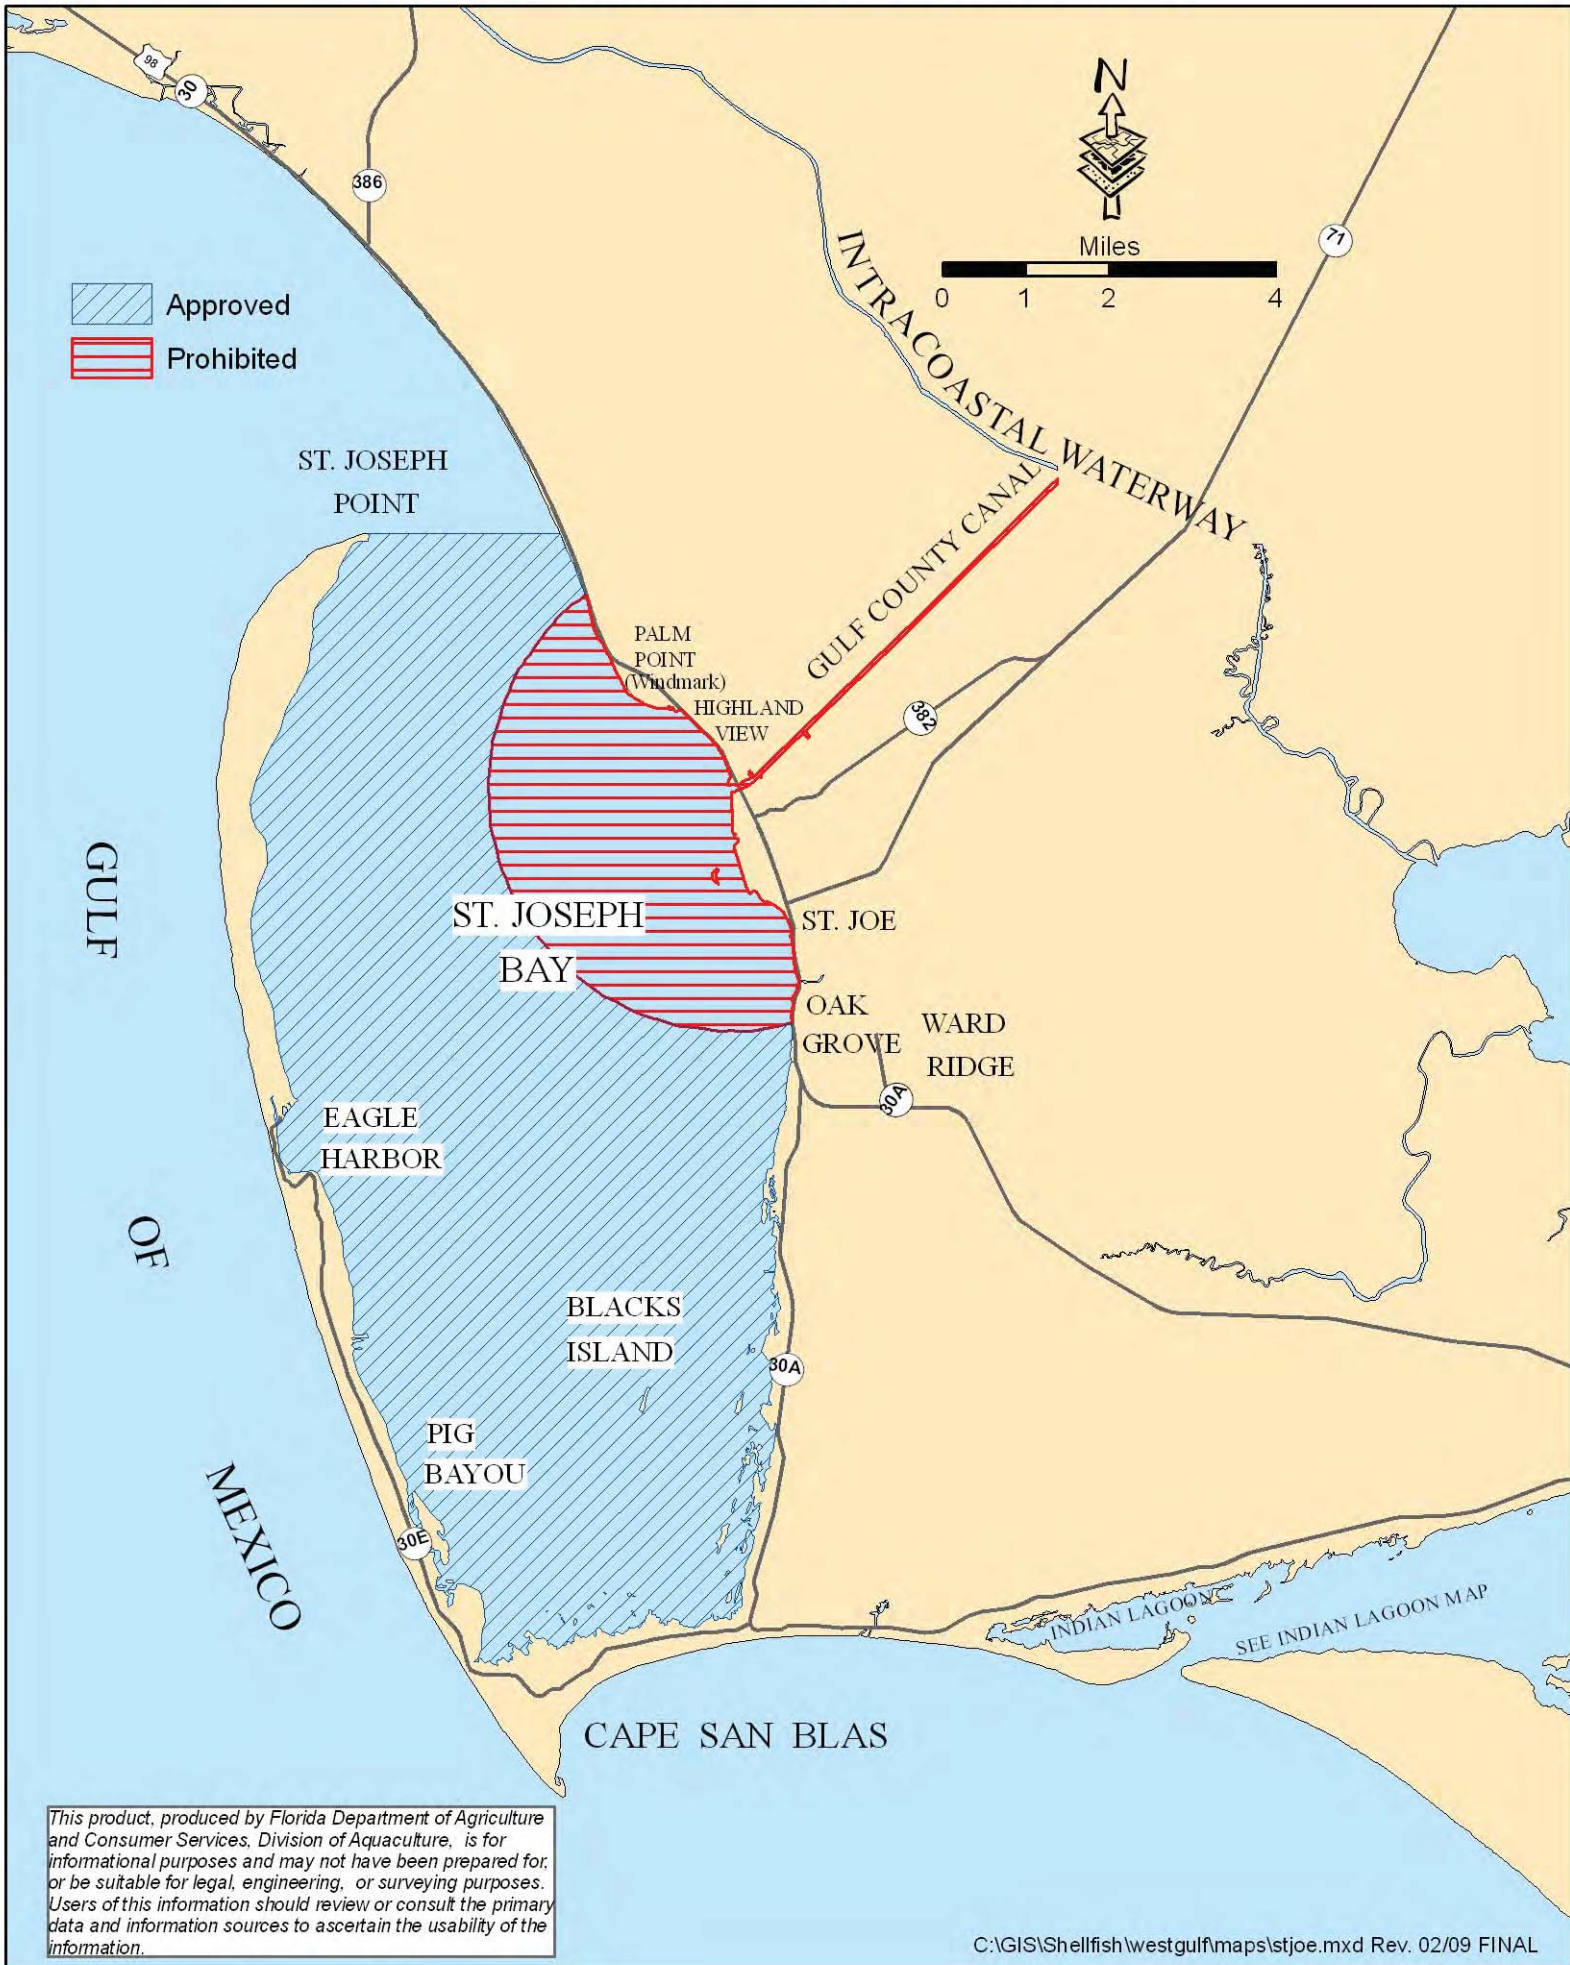 98
30
386
N
Miles
0 1 2 4
71
Approved
Prohibited
INTRACOASTAL WATERWAY
ST. JOSEPH
POINT
GULF COUNTY CANAL
PALM
POINT
(Windmark)
HIGHLAND
VIEW
382
GULF
OF
MEXICO
ST. JOSEPH
BAY
ST. JOE
OAK
GROVE
WARD
RIDGE
30A
EAGLE
HARBOR
BLACKS
ISLAND
30A
PIG
BAYOU
30E
INDIAN LAGOON
SEE INDIAN LAGOON MAP
CAPE SAN BLAS
This product, produced by Florida Department of Agriculture
and Consumer Services, Division of Aquaculture, is for
informational purposes and may not have been prepared for,
or be suitable for legal, engineering, or surveying purposes.
Users of this information should review or consult the primary
data and information sources to ascertain the usability of the
information.
C:\GIS\Shellfish\westgulf\maps\stjoe.mxd Rev. 02/09 FINAL